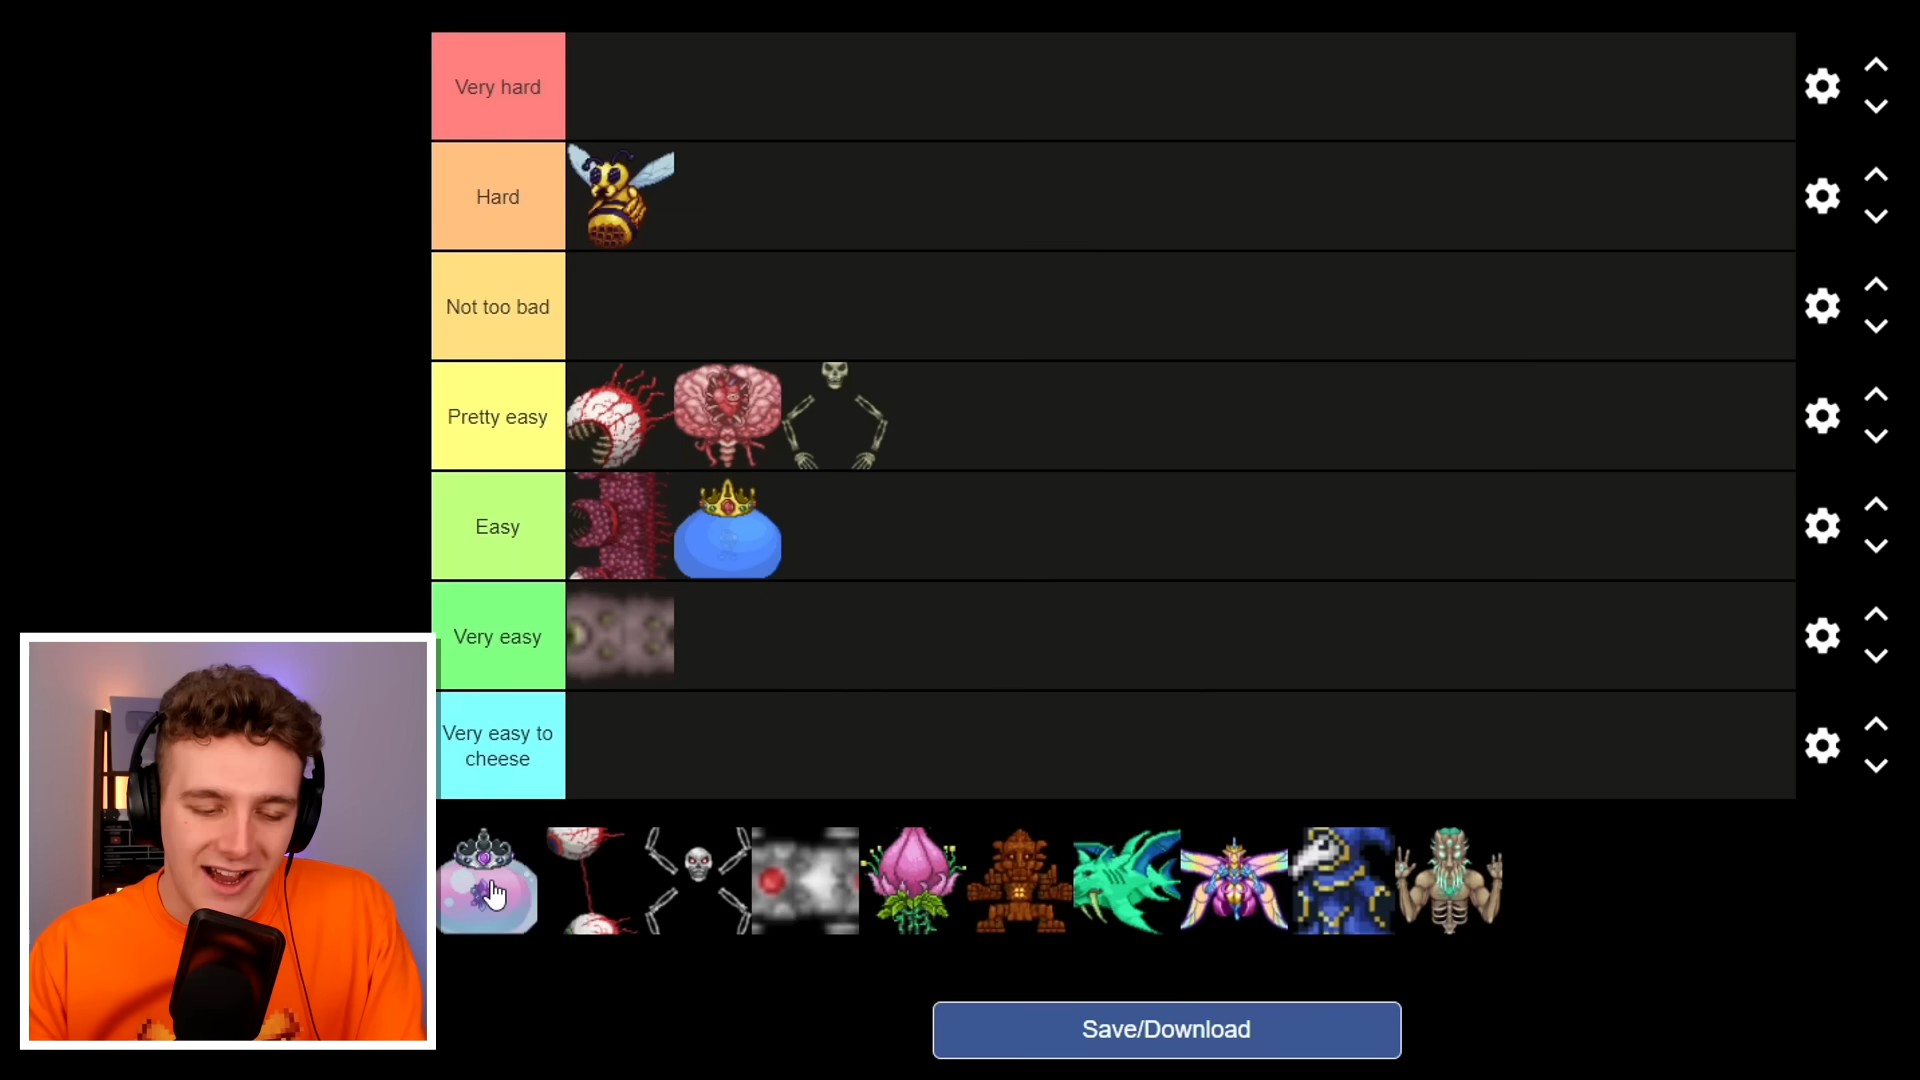 Very hard
Hard
Not too bad
Pretty easy
Easy
Very easy
Very easy to
cheese
Save/Download